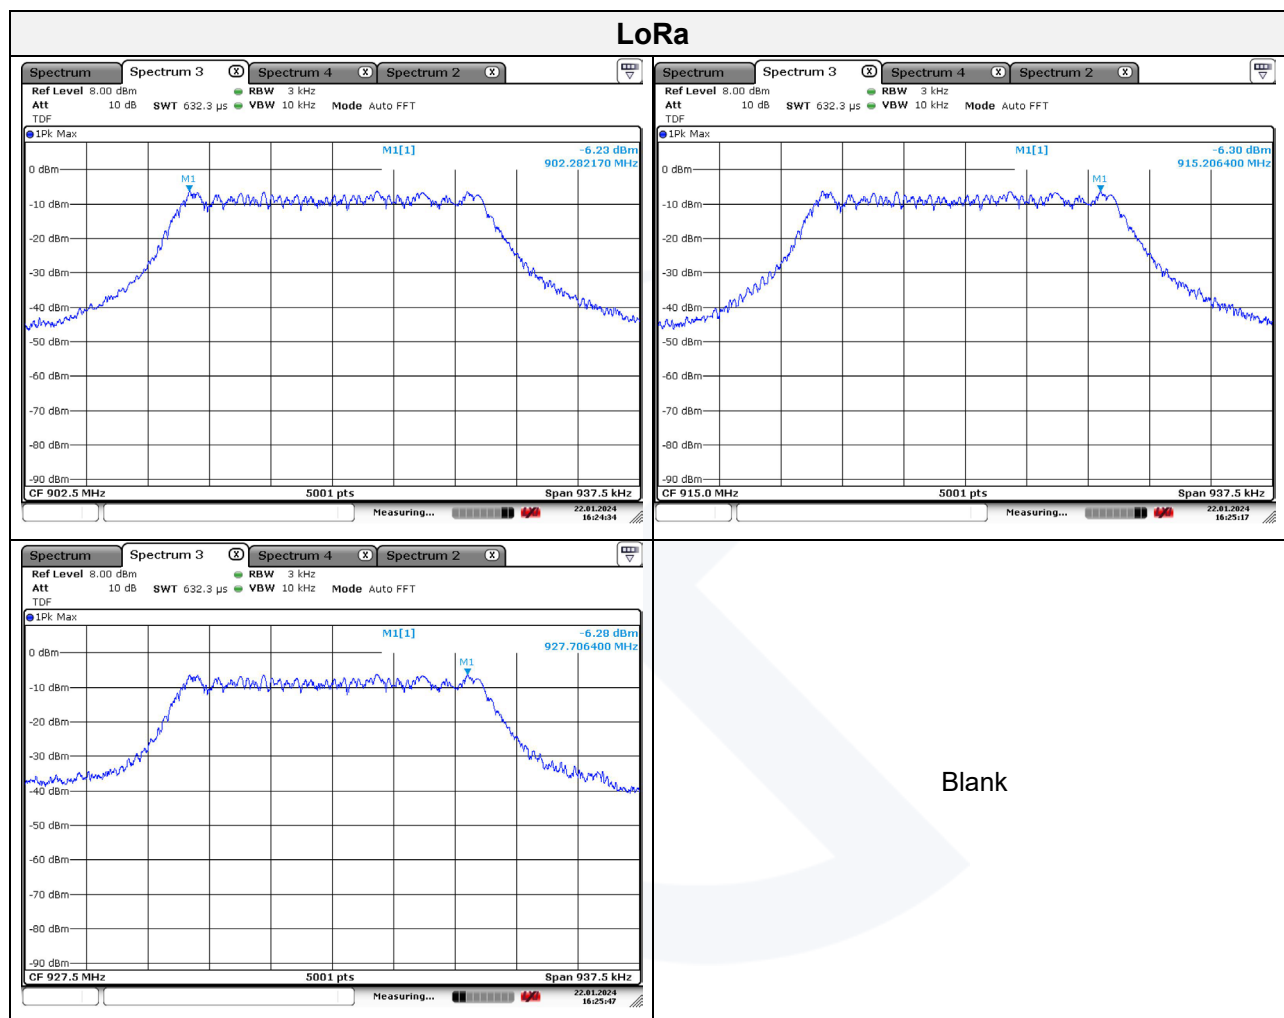 LoRa
Spectrum Spectrum 3 X Spectrum 4 X Spectrum 2 X
Ref Level 8.00 dBm RBW 3 kHz
Att 10 dB SWT 632.3 µs VBW 10 kHz Mode Auto FFT
TDF
1Pk Max
M1[1] -6.23 dBm
902.282170 MHz
0 dBm
M1
-10 dBm
-20 dBm
-30 dBm
-40 dBm
-50 dBm
-60 dBm
-70 dBm
-80 dBm
-90 dBm
CF 902.5 MHz 5001 pts Span 937.5 kHz
Measuring... 22.01.2024
16:24:34
Spectrum Spectrum 3 X Spectrum 4 X Spectrum 2 X
Ref Level 8.00 dBm RBW 3 kHz
Att 10 dB SWT 632.3 µs VBW 10 kHz Mode Auto FFT
TDF
1Pk Max
M1[1] -6.30 dBm
915.206400 MHz
0 dBm
M1
-10 dBm
-20 dBm
-30 dBm
-40 dBm
-50 dBm
-60 dBm
-70 dBm
-80 dBm
-90 dBm
CF 915.0 MHz 5001 pts Span 937.5 kHz
Measuring... 22.01.2024
16:25:17
Spectrum Spectrum 3 X Spectrum 4 X Spectrum 2 X
Ref Level 8.00 dBm RBW 3 kHz
Att 10 dB SWT 632.3 µs VBW 10 kHz Mode Auto FFT
TDF
1Pk Max
M1[1] -6.28 dBm
927.706400 MHz
0 dBm
M1
-10 dBm
-20 dBm
-30 dBm
-40 dBm
-50 dBm
-60 dBm
-70 dBm
-80 dBm
-90 dBm
CF 927.5 MHz 5001 pts Span 937.5 kHz
Measuring... 22.01.2024
16:25:47
Blank